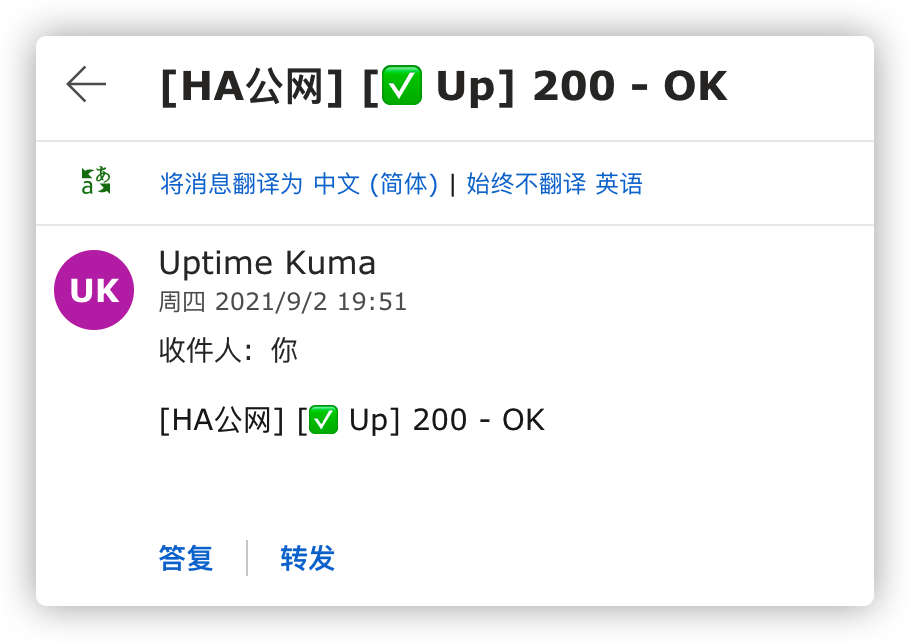 [HA公网] [✅ Up] 200 - OK
将消息翻译为 中文 (简体) | 始终不翻译 英语
UK
Uptime Kuma
周四 2021/9/2 19:51
收件人: 你
[HA公网] [✅ Up] 200 - OK
答复 | 转发